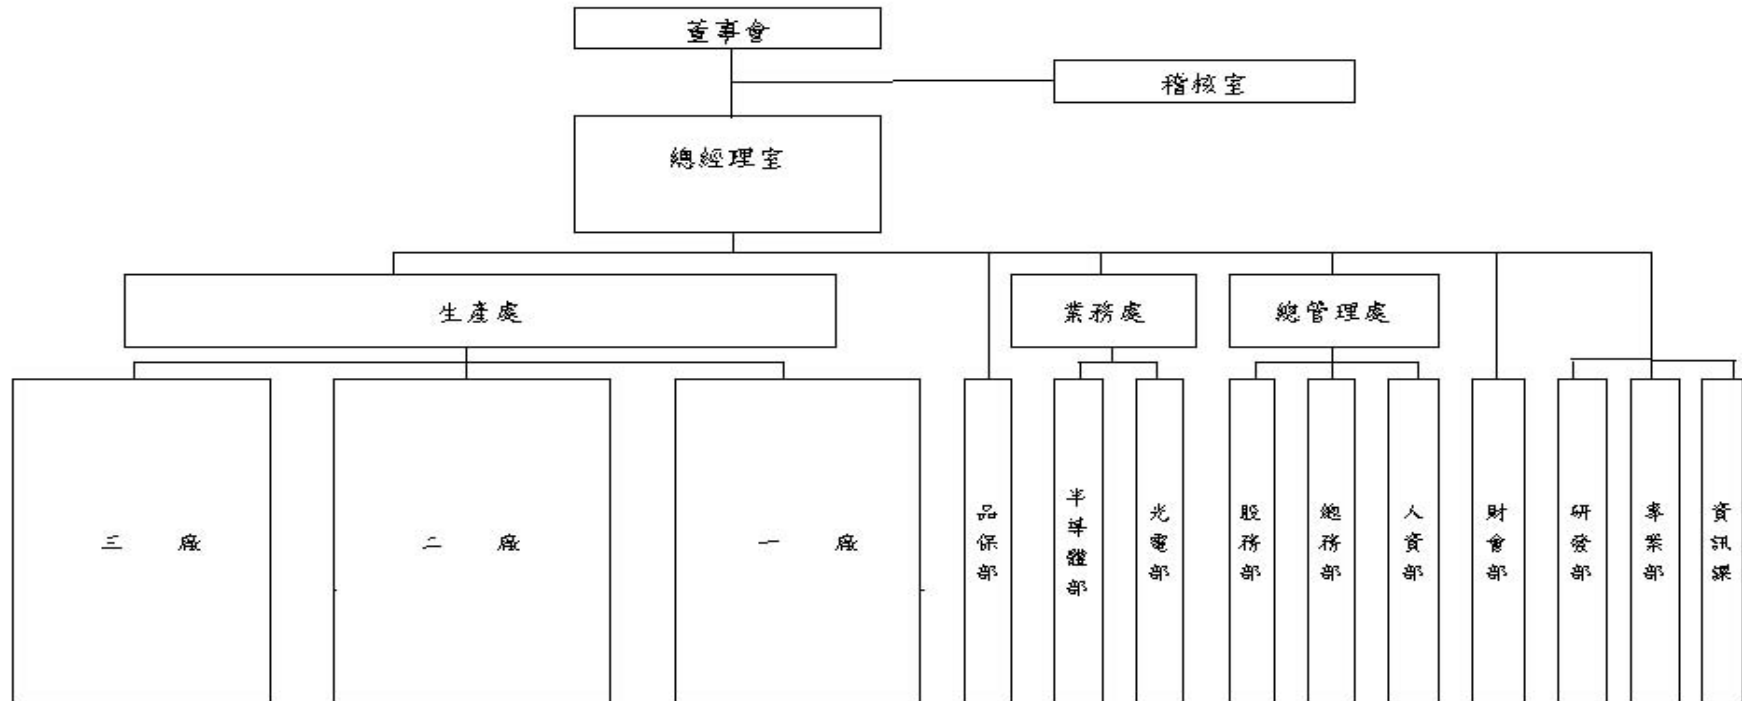 董事會
稽核室
總經理室
生產處
業務處
總管理處
三 廠
二 廠
一 廠
品保部
半導體部
光電部
股務部
總務部
人資部
財會部
研發部
事業部
資訊課